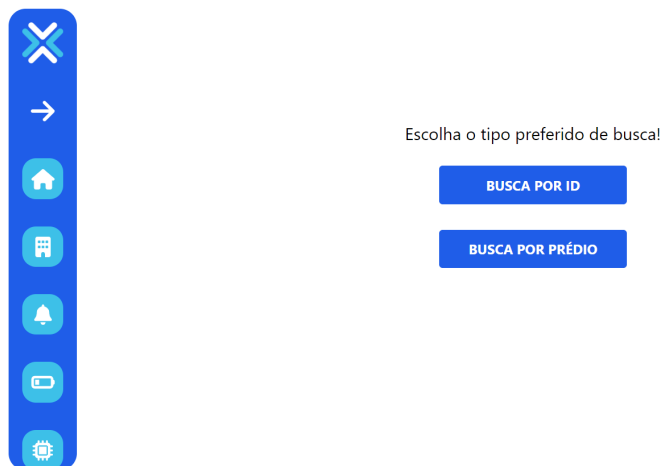 Escolha o tipo preferido de busca!
BUSCA POR ID
BUSCA POR PRÉDIO